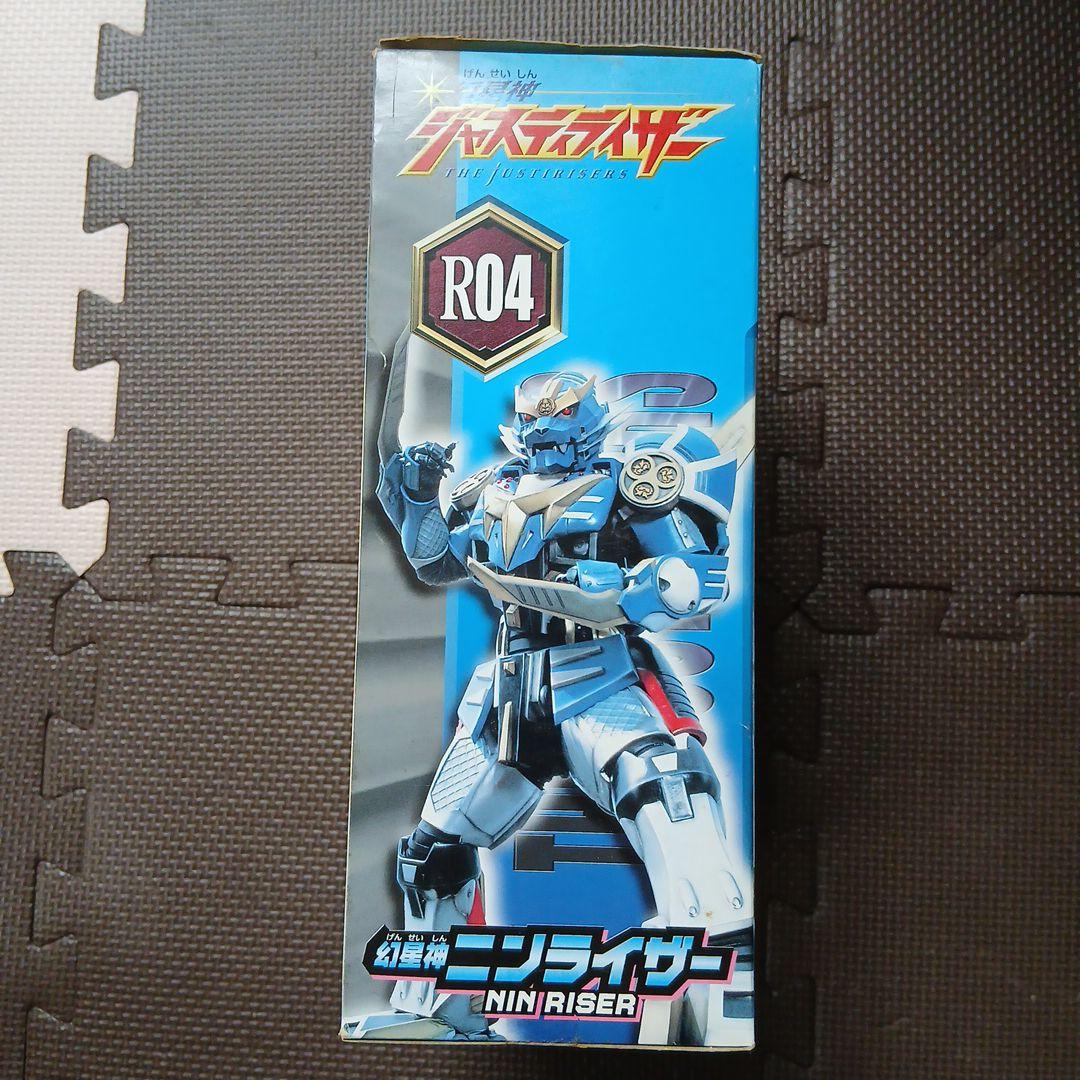 げんせいしん
幻星神
ジャスティライザー
THE JUSTIRISERS
R04
げんせいしん
幻星神 ニンライザー
NIN RISER